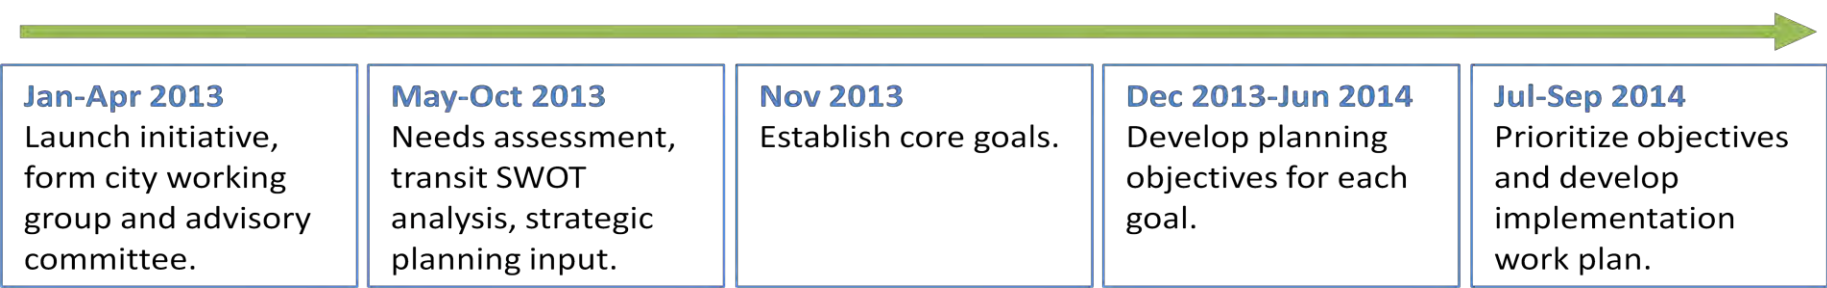 Jan-Apr 2013
Launch initiative,
form city working
group and advisory
committee.
May-Oct 2013
Needs assessment,
transit SWOT
analysis, strategic
planning input.
Nov 2013
Establish core goals.
Dec 2013-Jun 2014
Develop planning
objectives for each
goal.
Jul-Sep 2014
Prioritize objectives
and develop
implementation
work plan.